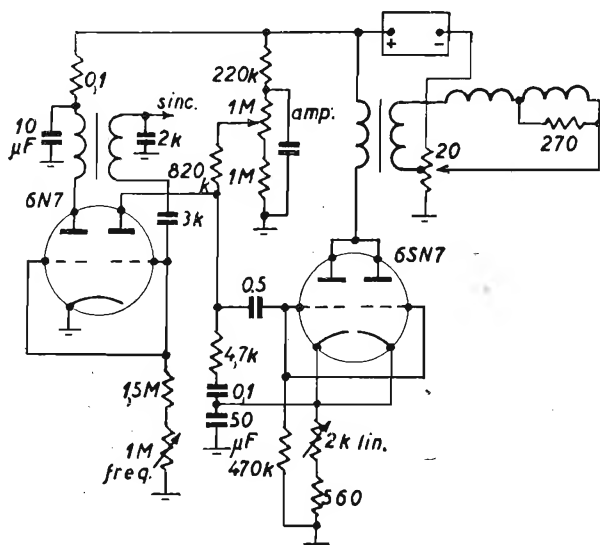 + -
0,1
220k
sinc.
1M
amp.
10
µF
2k
20
270
820
k
1M
6N7
3k
6SN7
0,5
4,7k
1,5M
0,1
50
µF
2k lin.
1M
freq.
470k
560